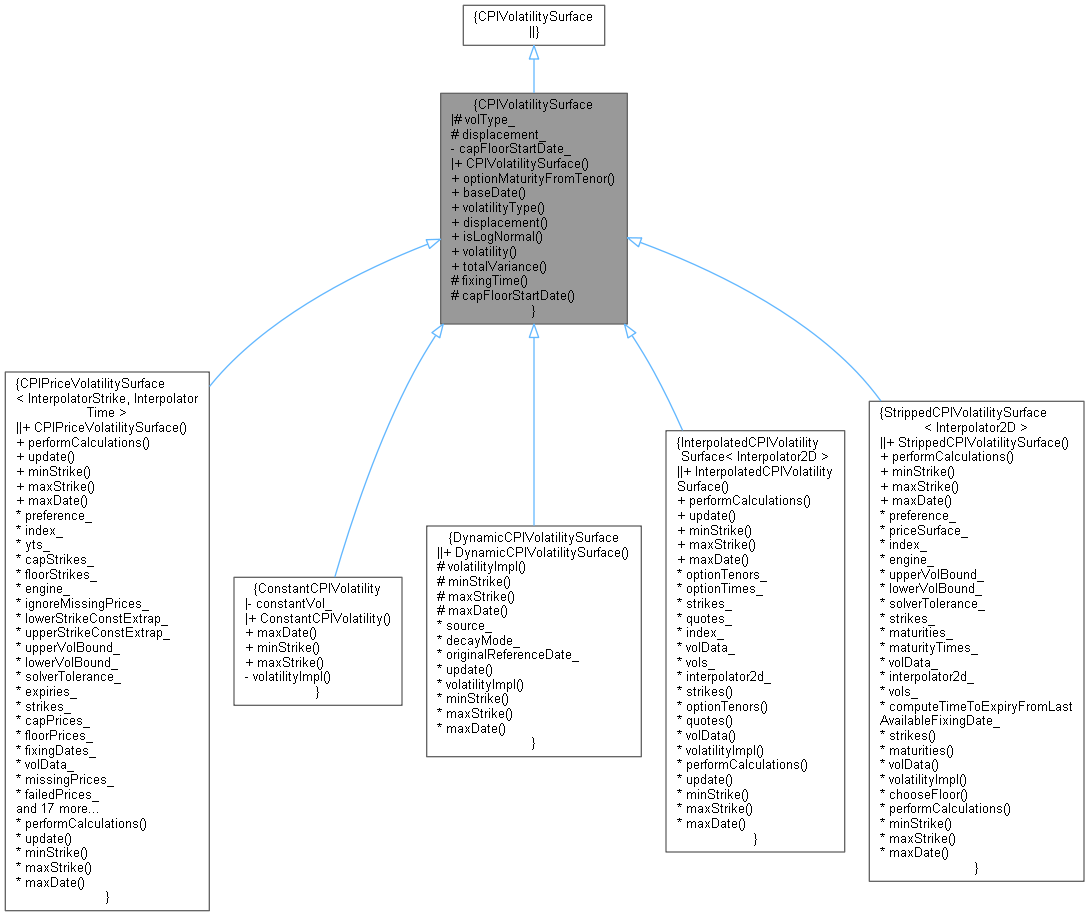 {CPIVolatilitySurface
||}
{CPIVolatilitySurface
|# volType_
# displacement_
- capFloorStartDate_
|+ CPIVolatilitySurface()
+ optionMaturityFromTenor()
+ baseDate()
+ volatilityType()
+ displacement()
+ isLogNormal()
+ volatility()
+ totalVariance()
# fixingTime()
# capFloorStartDate()
}
{CPIPriceVolatilitySurface
< InterpolatorStrike, Interpolator
Time >
||+ CPIPriceVolatilitySurface()
+ performCalculations()
+ update()
+ minStrike()
+ maxStrike()
+ maxDate()
* preference_
* index_
* yts_
* capStrikes_
* floorStrikes_
* engine_
* ignoreMissingPrices_
* lowerStrikeConstExtrap_
* upperStrikeConstExtrap_
* upperVolBound_
* lowerVolBound_
* solverTolerance_
* expiries_
* strikes_
* capPrices_
* floorPrices_
* fixingDates_
* volData_
* missingPrices_
* failedPrices_
and 17 more...
* performCalculations()
* update()
* minStrike()
* maxStrike()
* maxDate()
}
{ConstantCPIVolatility
|- constantVol_
|+ ConstantCPIVolatility()
+ maxDate()
+ minStrike()
+ maxStrike()
- volatilityImpl()
}
{DynamicCPIVolatilitySurface
||+ DynamicCPIVolatilitySurface()
# volatilityImpl()
# minStrike()
# maxStrike()
# maxDate()
* source_
* decayMode_
* originalReferenceDate_
* update()
* volatilityImpl()
* minStrike()
* maxStrike()
* maxDate()
}
{InterpolatedCPIVolatility
Surface< Interpolator2D >
||+ InterpolatedCPIVolatility
Surface()
+ performCalculations()
+ update()
+ minStrike()
+ maxStrike()
+ maxDate()
* optionTenors_
* optionTimes_
* strikes_
* quotes_
* index_
* volData_
* vols_
* interpolator2d_
* strikes()
* optionTenors()
* quotes()
* volData()
* volatilityImpl()
* performCalculations()
* update()
* minStrike()
* maxStrike()
* maxDate()
}
{StrippedCPIVolatilitySurface
< Interpolator2D >
||+ StrippedCPIVolatilitySurface()
+ performCalculations()
+ minStrike()
+ maxStrike()
+ maxDate()
* preference_
* priceSurface_
* index_
* engine_
* upperVolBound_
* lowerVolBound_
* solverTolerance_
* strikes_
* maturities_
* maturityTimes_
* volData_
* interpolator2d_
* vols_
* computeTimeToExpiryFromLast
AvailableFixingDate_
* strikes()
* maturities()
* volData()
* volatilityImpl()
* chooseFloor()
* performCalculations()
* minStrike()
* maxStrike()
* maxDate()
}